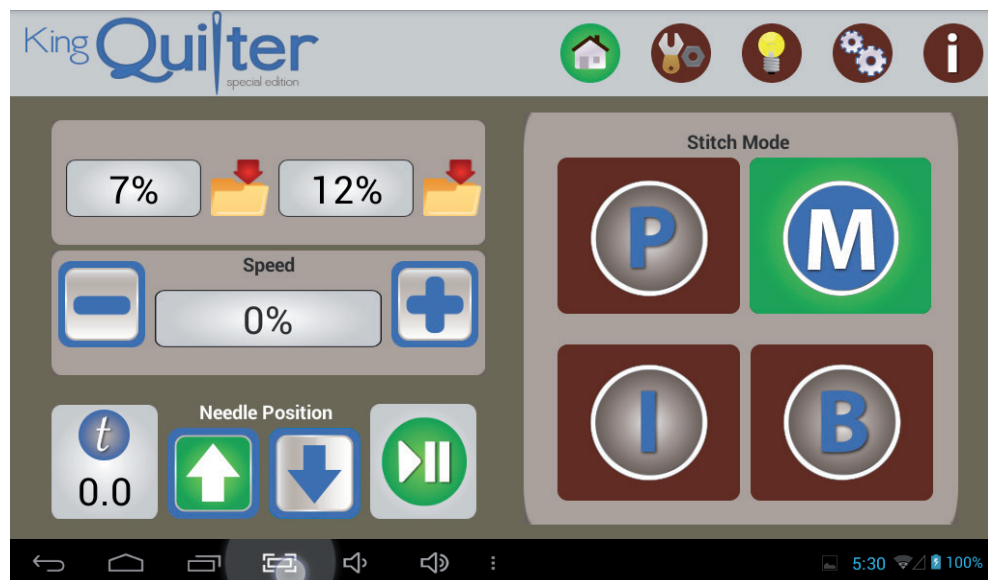 King Quilter
special edition
i
7% 12%
Speed
0%
Stitch Mode
P M
I B
Needle Position
t
0.0
5:30 100%